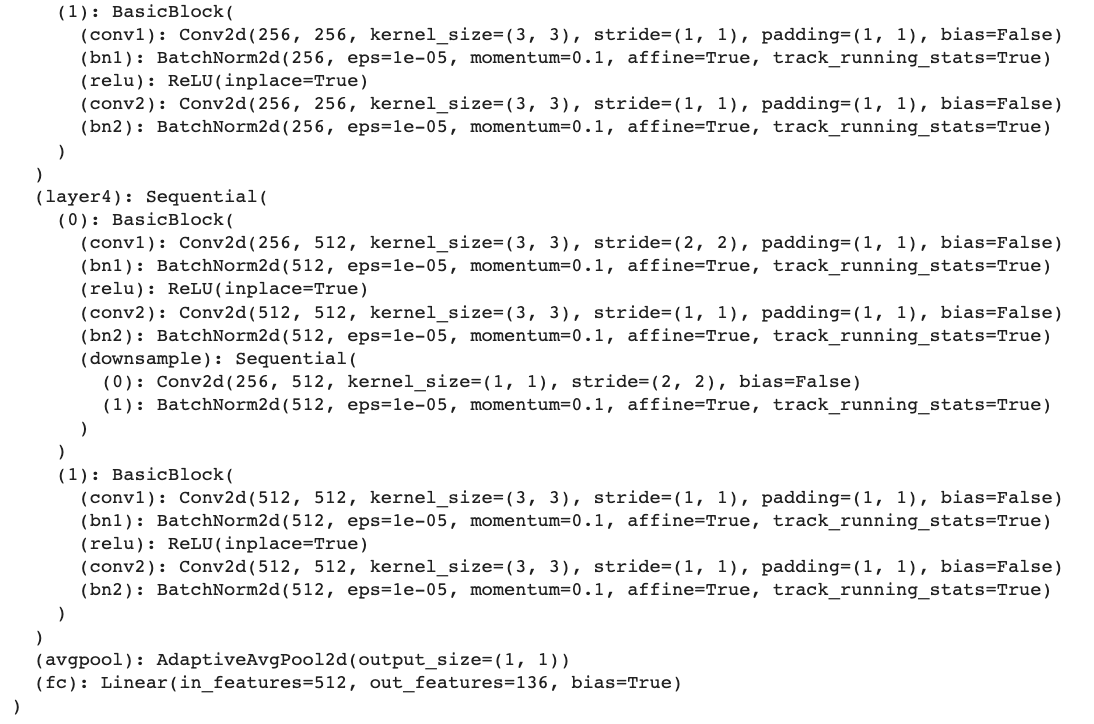 (1): BasicBlock(
      (conv1): Conv2d(256, 256, kernel_size=(3, 3), stride=(1, 1), padding=(1, 1), bias=False)
      (bn1): BatchNorm2d(256, eps=1e-05, momentum=0.1, affine=True, track_running_stats=True)
      (relu): ReLU(inplace=True)
      (conv2): Conv2d(256, 256, kernel_size=(3, 3), stride=(1, 1), padding=(1, 1), bias=False)
      (bn2): BatchNorm2d(256, eps=1e-05, momentum=0.1, affine=True, track_running_stats=True)
    )
  )
  (layer4): Sequential(
    (0): BasicBlock(
      (conv1): Conv2d(256, 512, kernel_size=(3, 3), stride=(2, 2), padding=(1, 1), bias=False)
      (bn1): BatchNorm2d(512, eps=1e-05, momentum=0.1, affine=True, track_running_stats=True)
      (relu): ReLU(inplace=True)
      (conv2): Conv2d(512, 512, kernel_size=(3, 3), stride=(1, 1), padding=(1, 1), bias=False)
      (bn2): BatchNorm2d(512, eps=1e-05, momentum=0.1, affine=True, track_running_stats=True)
      (downsample): Sequential(
        (0): Conv2d(256, 512, kernel_size=(1, 1), stride=(2, 2), bias=False)
        (1): BatchNorm2d(512, eps=1e-05, momentum=0.1, affine=True, track_running_stats=True)
      )
    )
    (1): BasicBlock(
      (conv1): Conv2d(512, 512, kernel_size=(3, 3), stride=(1, 1), padding=(1, 1), bias=False)
      (bn1): BatchNorm2d(512, eps=1e-05, momentum=0.1, affine=True, track_running_stats=True)
      (relu): ReLU(inplace=True)
      (conv2): Conv2d(512, 512, kernel_size=(3, 3), stride=(1, 1), padding=(1, 1), bias=False)
      (bn2): BatchNorm2d(512, eps=1e-05, momentum=0.1, affine=True, track_running_stats=True)
    )
  )
  (avgpool): AdaptiveAvgPool2d(output_size=(1, 1))
  (fc): Linear(in_features=512, out_features=136, bias=True)
)